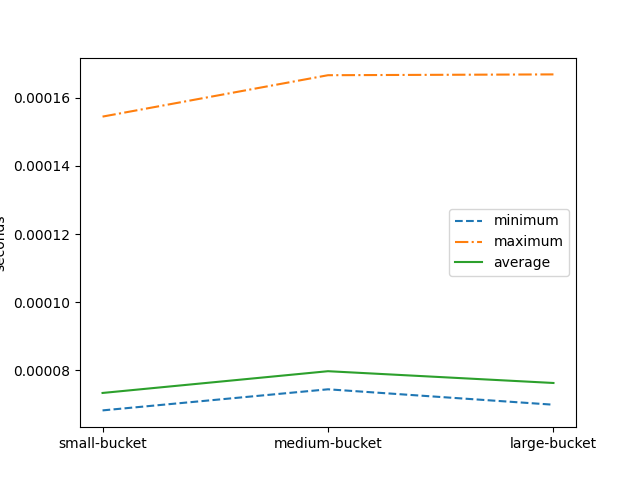 0.00016
0.00014
0.00012
0.00010
0.00008
seconds
minimum
maximum
average
small-bucket
medium-bucket
large-bucket